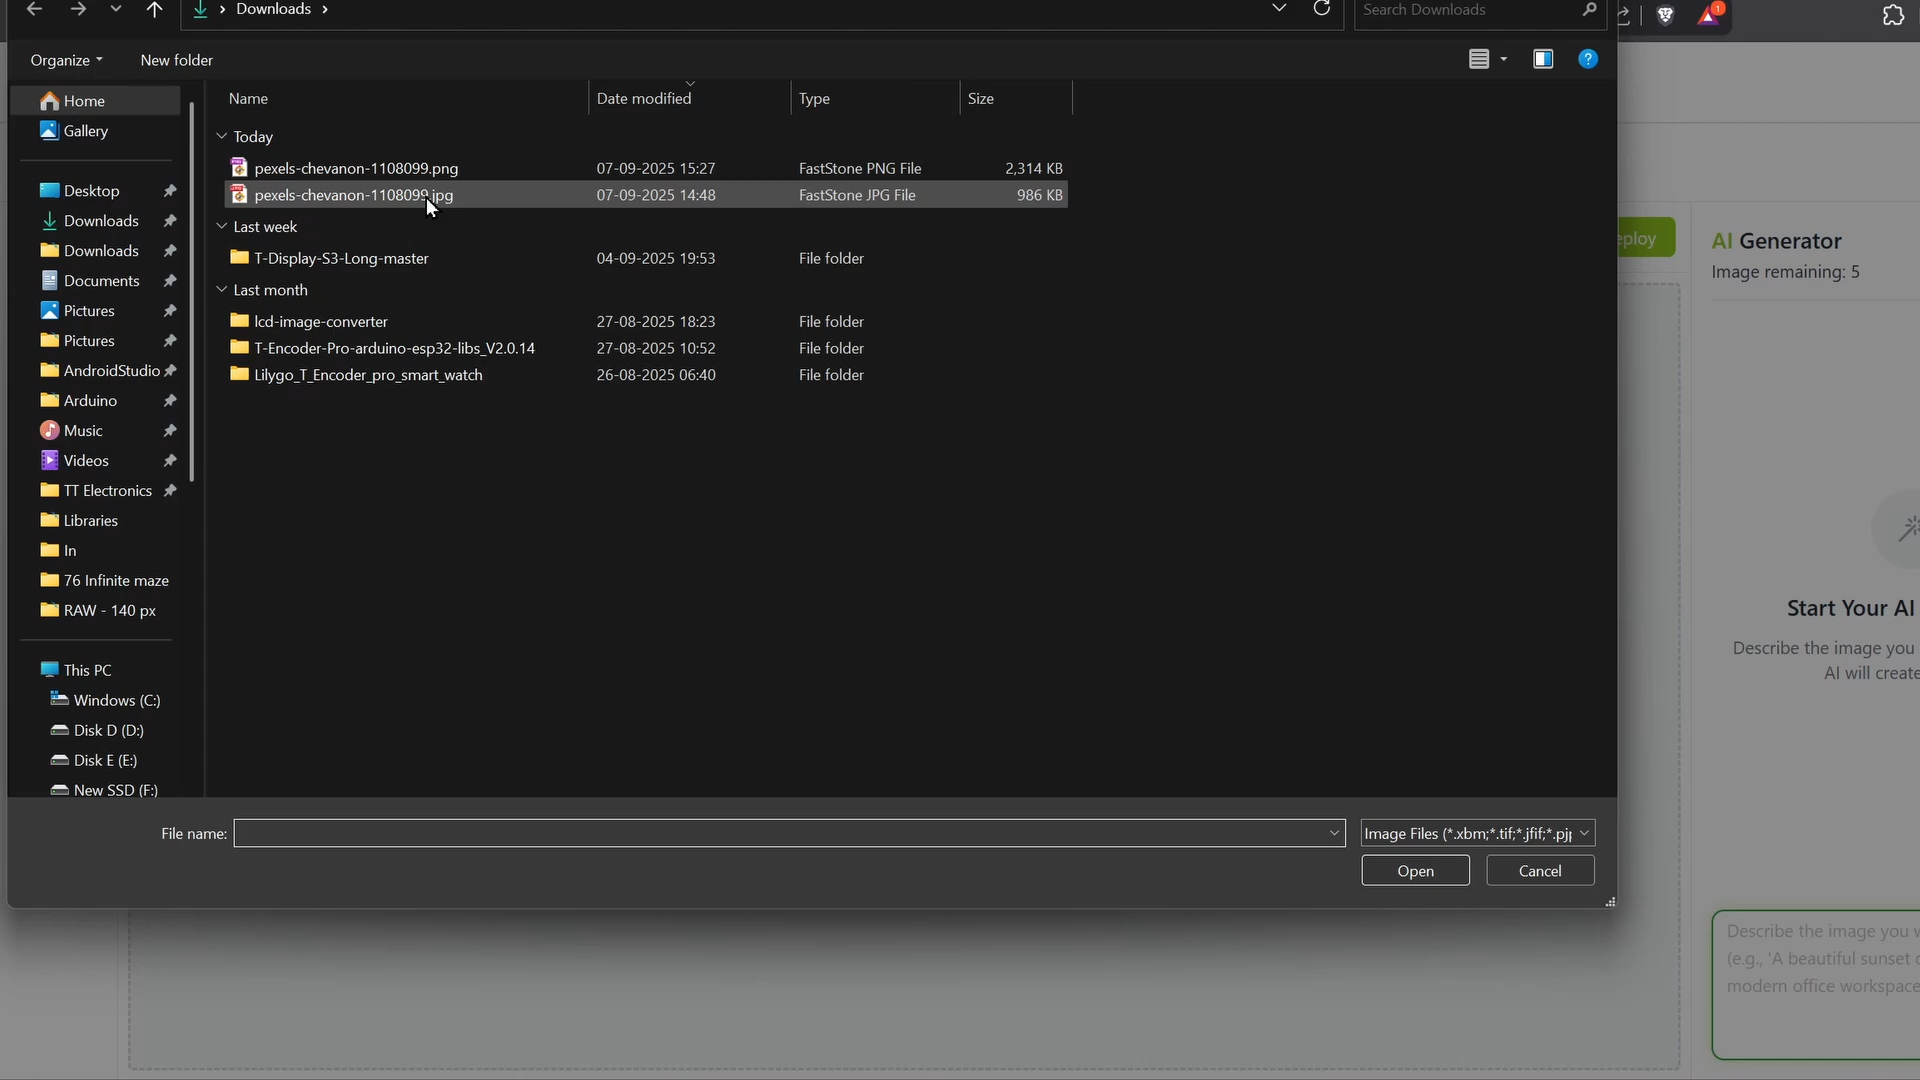 Downloads
Search Downloads
1
Organize
New folder
?
Home
Gallery
Desktop
Downloads
Downloads
Documents
Pictures
Pictures
AndroidStudio
Arduino
Music
Videos
TT Electronics
Libraries
In
76 Infinite maze
RAW - 140 px
This PC
Windows (C:)
Disk D (D:)
Disk E (E:)
New SSD (F:)
Name Date modified Type Size
Today
pexels-chevanon-1108099.png 07-09-2025 15:27 FastStone PNG File 2,314 KB
pexels-chevanon-1108099.jpg 07-09-2025 14:48 FastStone JPG File 986 KB
Last week
T-Display-S3-Long-master 04-09-2025 19:53 File folder
Last month
lcd-image-converter 27-08-2025 18:23 File folder
T-Encoder-Pro-arduino-esp32-libs_V2.0.14 27-08-2025 10:52 File folder
Lilygo_T_Encoder_pro_smart_watch 26-08-2025 06:40 File folder
File name:
Image Files (*.xbm;*.tif;*.jfif;*.pjp
Open Cancel
eploy
AI Generator
Image remaining: 5
Start Your AI
Describe the image you
AI will create
Describe the image you w
(e.g., 'A beautiful sunset
modern office workspace